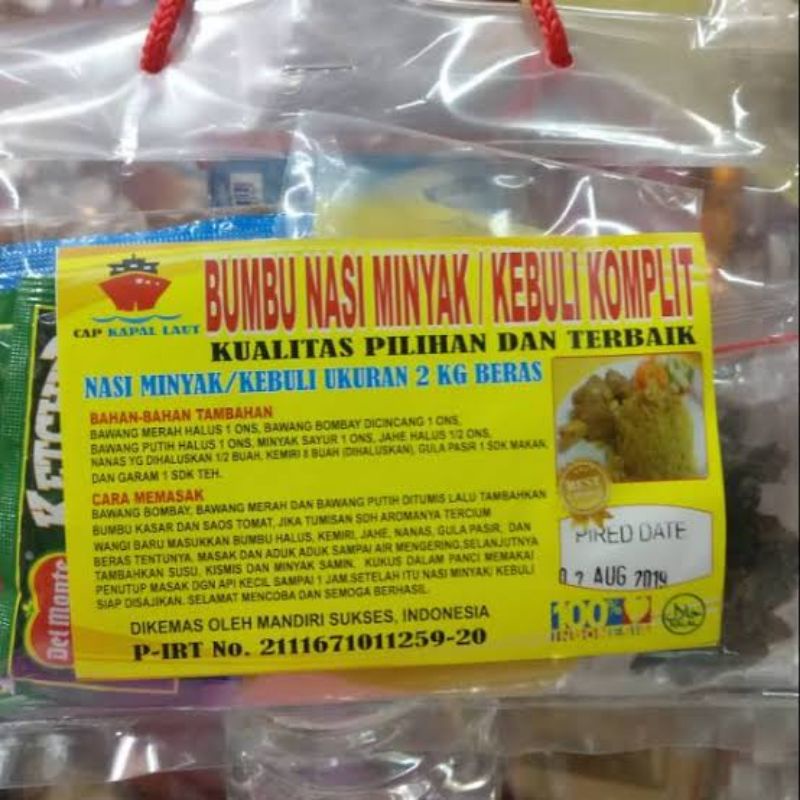 BUMBU NASI MINYAK / KEBULI KOMPLIT
CAP KAPAL LAUT
KUALITAS PILIHAN DAN TERBAIK
NASI MINYAK/KEBULI UKURAN 2 KG BERAS
BAHAN-BAHAN TAMBAHAN
BAWANG MERAH HALUS 1 ONS, BAWANG BOMBAY DICINCANG 1 ONS,
BAWANG PUTIH HALUS 1 ONS, MINYAK SAYUR 1 ONS, JAHE HALUS 1/2 ONS,
NANAS YG DIHALUSKAN 1/2 BUAH, KEMIRI 8 BUAH (DIHALUSKAN), GULA PASIR 1 SDK MAKAN,
DAN GARAM 1 SDK TEH.
CARA MEMASAK
BAWANG BOMBAY, BAWANG MERAH DAN BAWANG PUTIH DITUMIS LALU TAMBAHKAN
BUMBU KASAR DAN SAOS TOMAT, JIKA TUMISAN SDH AROMANYA TERCIUM
WANGI BARU MASUKKAN BUMBU HALUS, KEMIRI, JAHE, NANAS, GULA PASIR, DAN
BERAS TENTUNYA. MASAK DAN ADUK ADUK SAMPAI AIR MENGERING,SELANJUTNYA
TAMBAHKAN SUSU, KISMIS DAN MINYAK SAMIN. KUKUS DALAM PANCI MEMAKAI
PENUTUP MASAK DGN API KECIL SAMPAI 1 JAM.SETELAH ITU NASI MINYAK/ KEBULI
SIAP DISAJIKAN. SELAMAT MENCOBA DAN SEMOGA BERHASIL.
DIKEMAS OLEH MANDIRI SUKSES, INDONESIA
P-IRT No. 2111671011259-20
BEST
PIRED DATE
0 2 AUG 2019
100%
INDONESIA
HALAL
KETCHUP
Del Monte